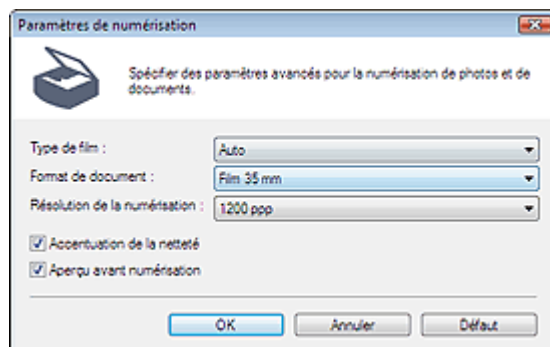 Paramètres de numérisation
Spécifier des paramètres avancés pour la numérisation de photos et de
documents.
Type de film : Auto
Format de document : Film 35 mm
Résolution de la numérisation : 1200 ppp
Accentuation de la netteté
Aperçu avant numérisation
OK Annuler Défaut